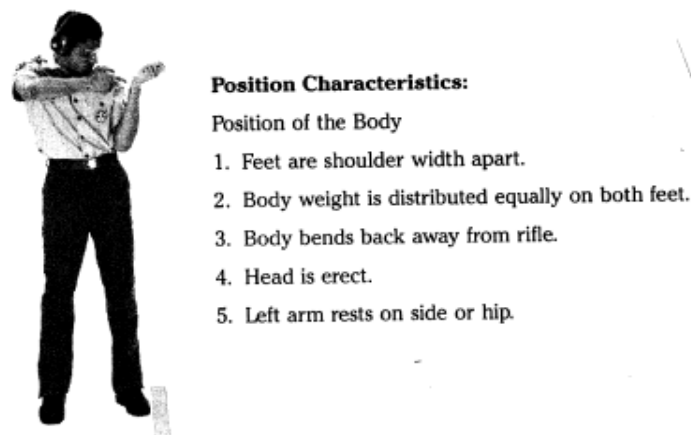 Position Characteristics:
Position of the Body
1. Feet are shoulder width apart.
2. Body weight is distributed equally on both feet.
3. Body bends back away from rifle.
4. Head is erect.
5. Left arm rests on side or hip.